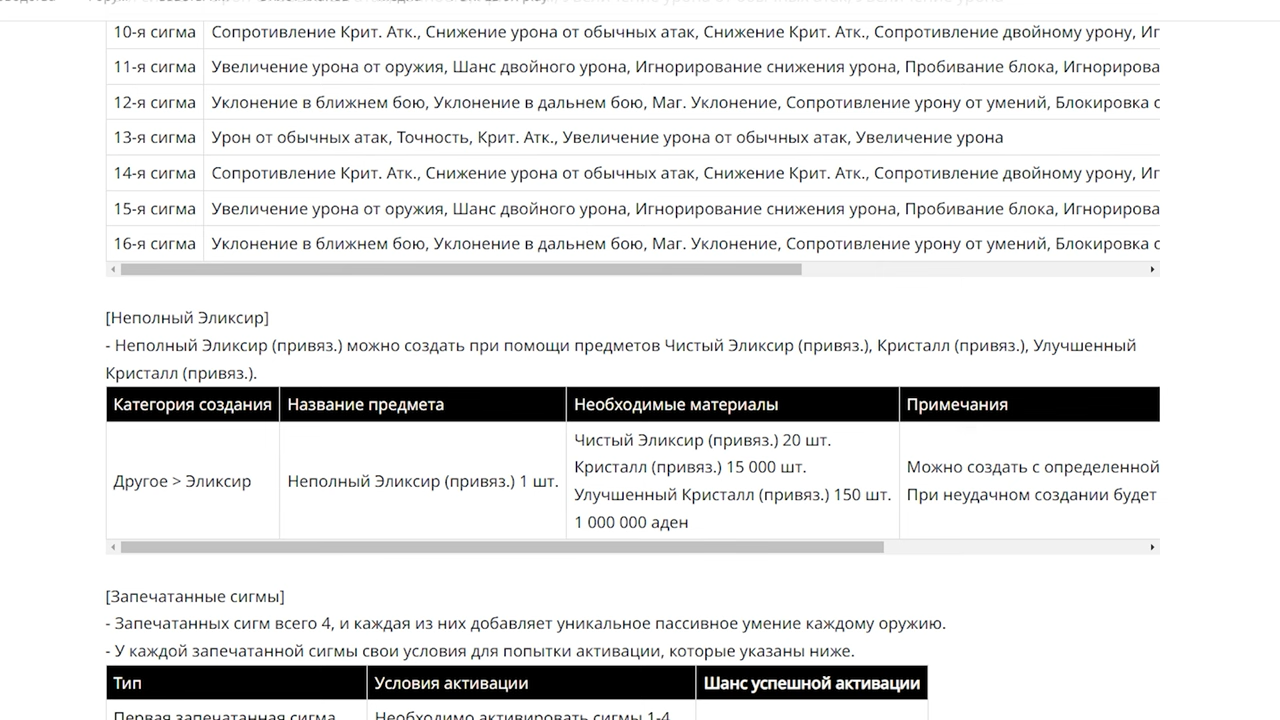 10-я сигма Сопротивление Крит. Атк., Снижение урона от обычных атак, Снижение Крит. Атк., Сопротивление двойному урону, Иг
11-я сигма Увеличение урона от оружия, Шанс двойного урона, Игнорирование снижения урона, Пробивание блока, Игнорирова
12-я сигма Уклонение в ближнем бою, Уклонение в дальнем бою, Маг. Уклонение, Сопротивление урону от умений, Блокировка с
13-я сигма Урон от обычных атак, Точность, Крит. Атк., Увеличение урона от обычных атак, Увеличение урона
14-я сигма Сопротивление Крит. Атк., Снижение урона от обычных атак, Снижение Крит. Атк., Сопротивление двойному урону, Иг
15-я сигма Увеличение урона от оружия, Шанс двойного урона, Игнорирование снижения урона, Пробивание блока, Игнорирова
16-я сигма Уклонение в ближнем бою, Уклонение в дальнем бою, Маг. Уклонение, Сопротивление урону от умений, Блокировка с
[Неполный Эликсир]
- Неполный Эликсир (привяз.) можно создать при помощи предметов Чистый Эликсир (привяз.), Кристалл (привяз.), Улучшенный
Кристалл (привяз.).
Категория создания Название предмета Необходимые материалы Примечания
Чистый Эликсир (привяз.) 20 шт.
Кристалл (привяз.) 15 000 шт. Можно создать с определенной
Другое > Эликсир Неполный Эликсир (привяз.) 1 шт.
Улучшенный Кристалл (привяз.) 150 шт. При неудачном создании будет
1 000 000 аден
[Запечатанные сигмы]
- Запечатанных сигм всего 4, и каждая из них добавляет уникальное пассивное умение каждому оружию.
- У каждой запечатанной сигмы свои условия для попытки активации, которые указаны ниже.
Тип Условия активации Шанс успешной активации
Первая запечатанная сигма Необходимо активировать сигмы 1-4